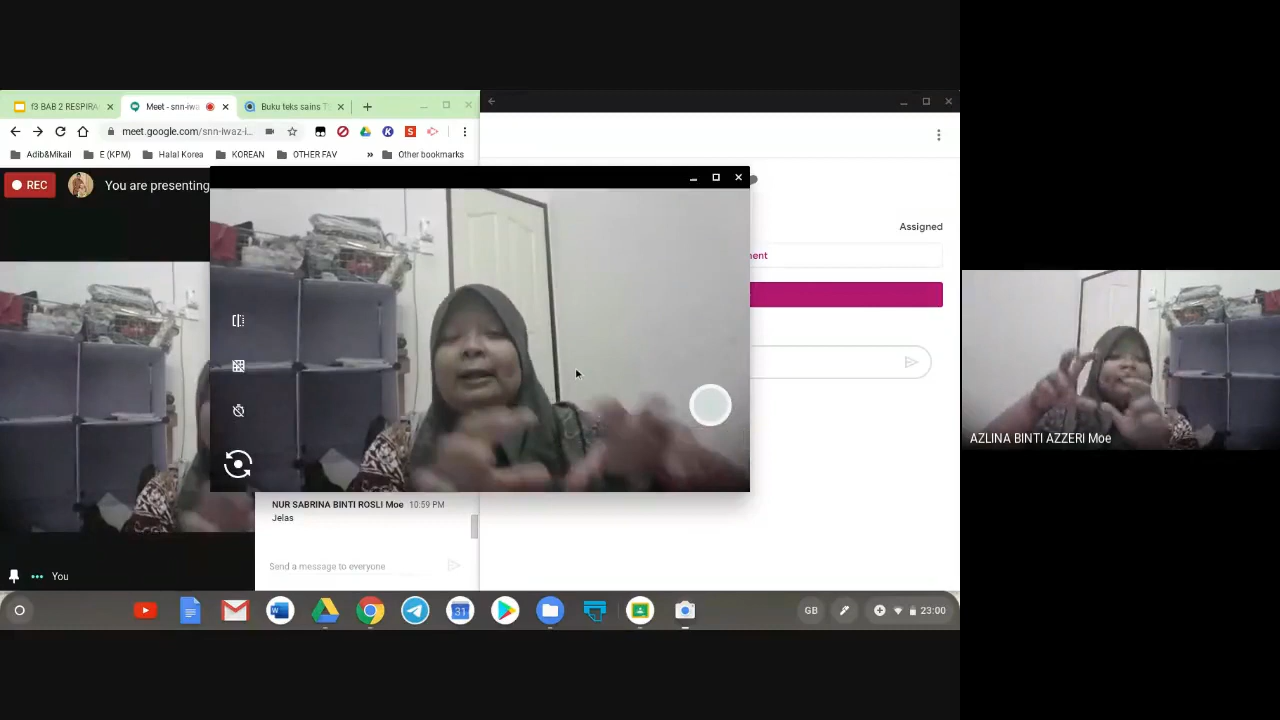 f3 BAB 2 RESPIRA
Meet - snn-iwa
Buku teks sains T
meet.google.com/snn-iwaz-i...
Adib&Mikail
E (KPM)
Halal Korea
KOREAN
OTHER FAV
»
Other bookmarks
REC
You are presenting
Assigned
ment
AZLINA BINTI AZZERI Moe
NUR SABRINA BINTI ROSLI Moe 10:59 PM
Jelas
Send a message to everyone
You
31
GB
23:00